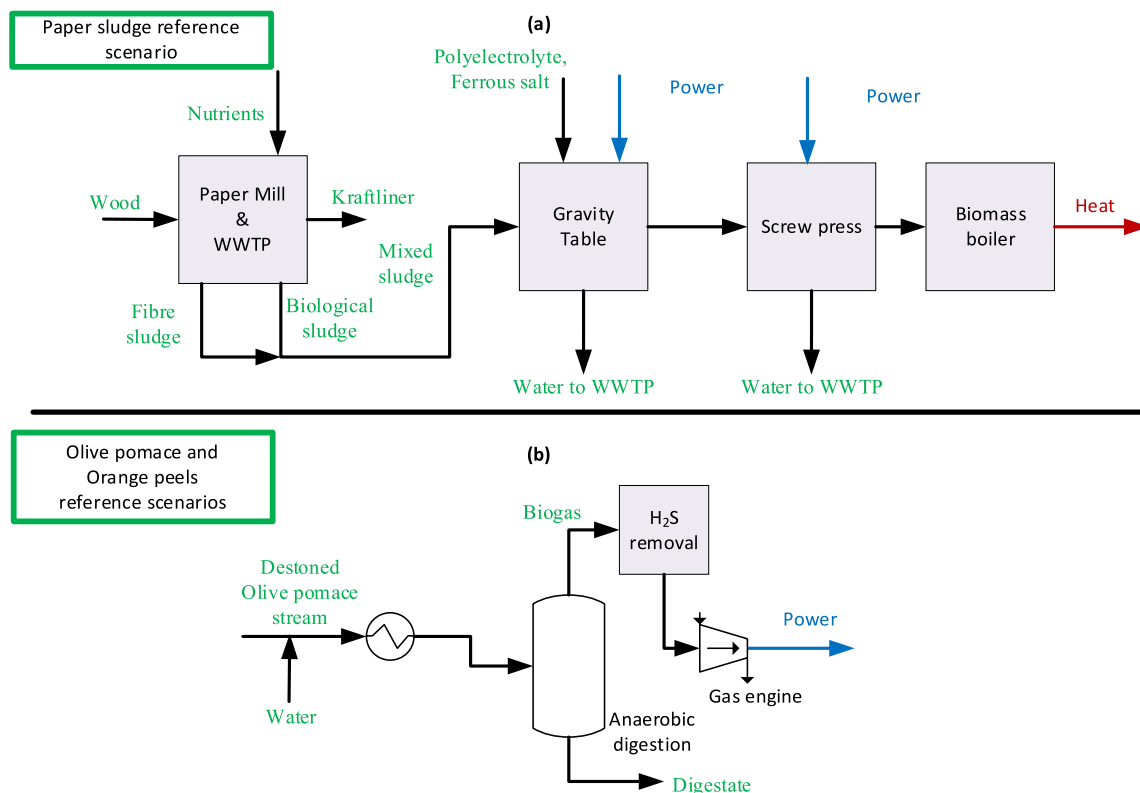 Paper sludge reference
scenario
(a)
Polyelectrolyte,
Ferrous salt
Power
Power
Nutrients
Wood
Paper Mill
&
WWTP
Kraftliner
Mixed
sludge
Gravity
Table
Screw press
Biomass
boiler
Heat
Fibre
sludge
Biological
sludge
Water to WWTP
Water to WWTP
Olive pomace and
Orange peels
reference scenarios
(b)
Biogas
H₂S
removal
Destoned
Olive pomace
stream
Water
Power
Gas engine
Anaerobic
digestion
Digestate